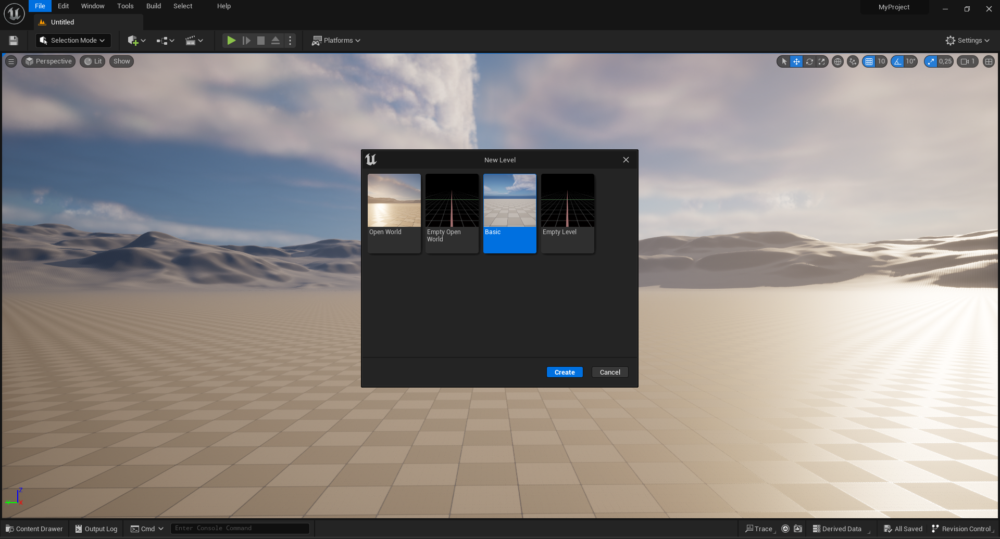 File Edit Window Tools Build Select Help
MyProject
Untitled
Selection Mode
Platforms
Settings
Perspective Lit Show
10 10° 0,25 1
New Level
Open World
Empty Open World
Basic
Empty Level
Create Cancel
Z
Y X
Content Drawer Output Log Cmd Enter Console Command Trace Derived Data All Saved Revision Control